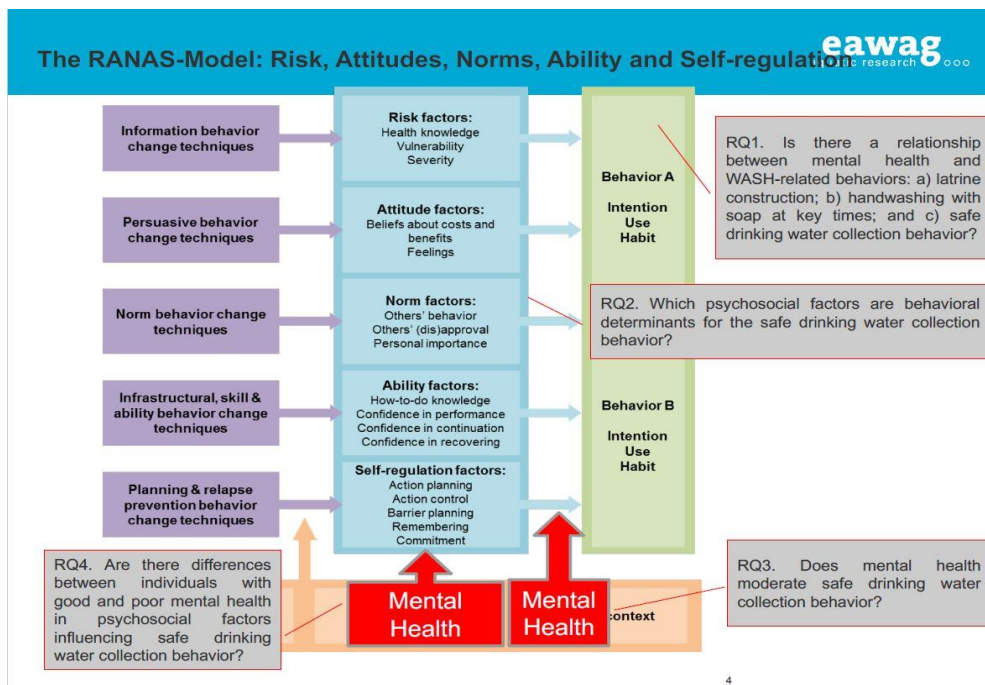 The RANAS-Model: Risk, Attitudes, Norms, Ability and Self-regulation
eawag
research
Information behavior
change techniques
Risk factors:
Health knowledge
Vulnerability
Severity
Persuasive behavior
change techniques
Attitude factors:
Beliefs about costs and
benefits
Feelings
Norm behavior change
techniques
Norm factors:
Others' behavior
Others' (dis)approval
Personal importance
Infrastructural, skill &
ability behavior change
techniques
Ability factors:
How-to-do knowledge
Confidence in performance
Confidence in continuation
Confidence in recovering
Planning & relapse
prevention behavior
change techniques
Self-regulation factors:
Action planning
Action control
Barrier planning
Remembering
Commitment
Behavior A
Intention
Use
Habit
Behavior B
Intention
Use
Habit
RQ1. Is there a relationship
between mental health and
WASH-related behaviors: a) latrine
construction; b) handwashing with
soap at key times; and c) safe
drinking water collection behavior?
RQ2. Which psychosocial factors are behavioral
determinants for the safe drinking water collection
behavior?
RQ4. Are there differences
between individuals with
good and poor mental health
in psychosocial factors
influencing safe drinking
water collection behavior?
Mental
Health
Mental
Health
context
RQ3. Does mental health
moderate safe drinking water
collection behavior?
4